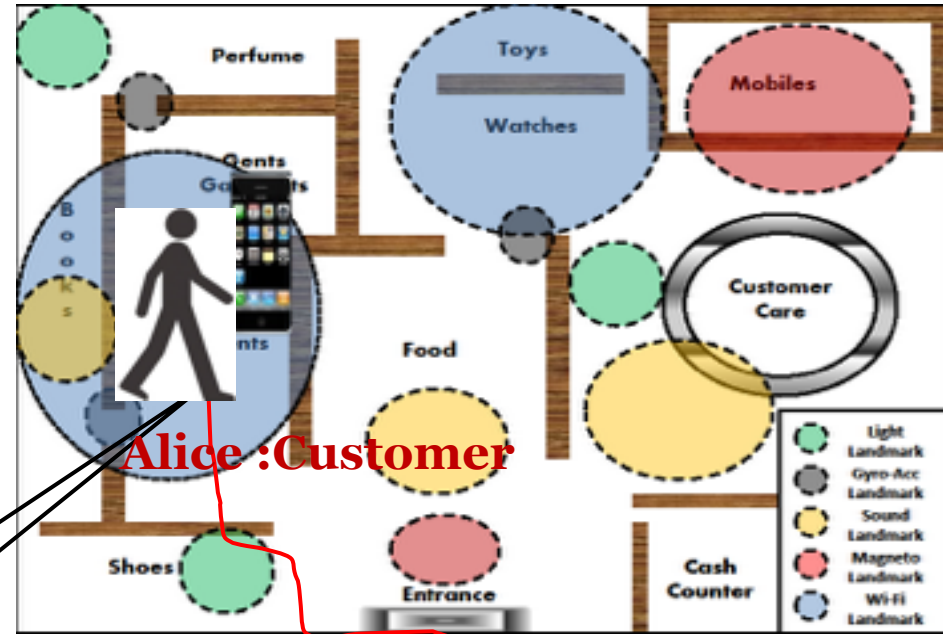 Perfume
Toys
Mobiles
Watches
Gents
Books
Customer
Care
Food
Alice :Customer
Light
Landmark
Gyro-Acc
Landmark
Sound
Landmark
Magneto
Landmark
Wi-Fi
Landmark
Shoes
Cash
Counter
Entrance